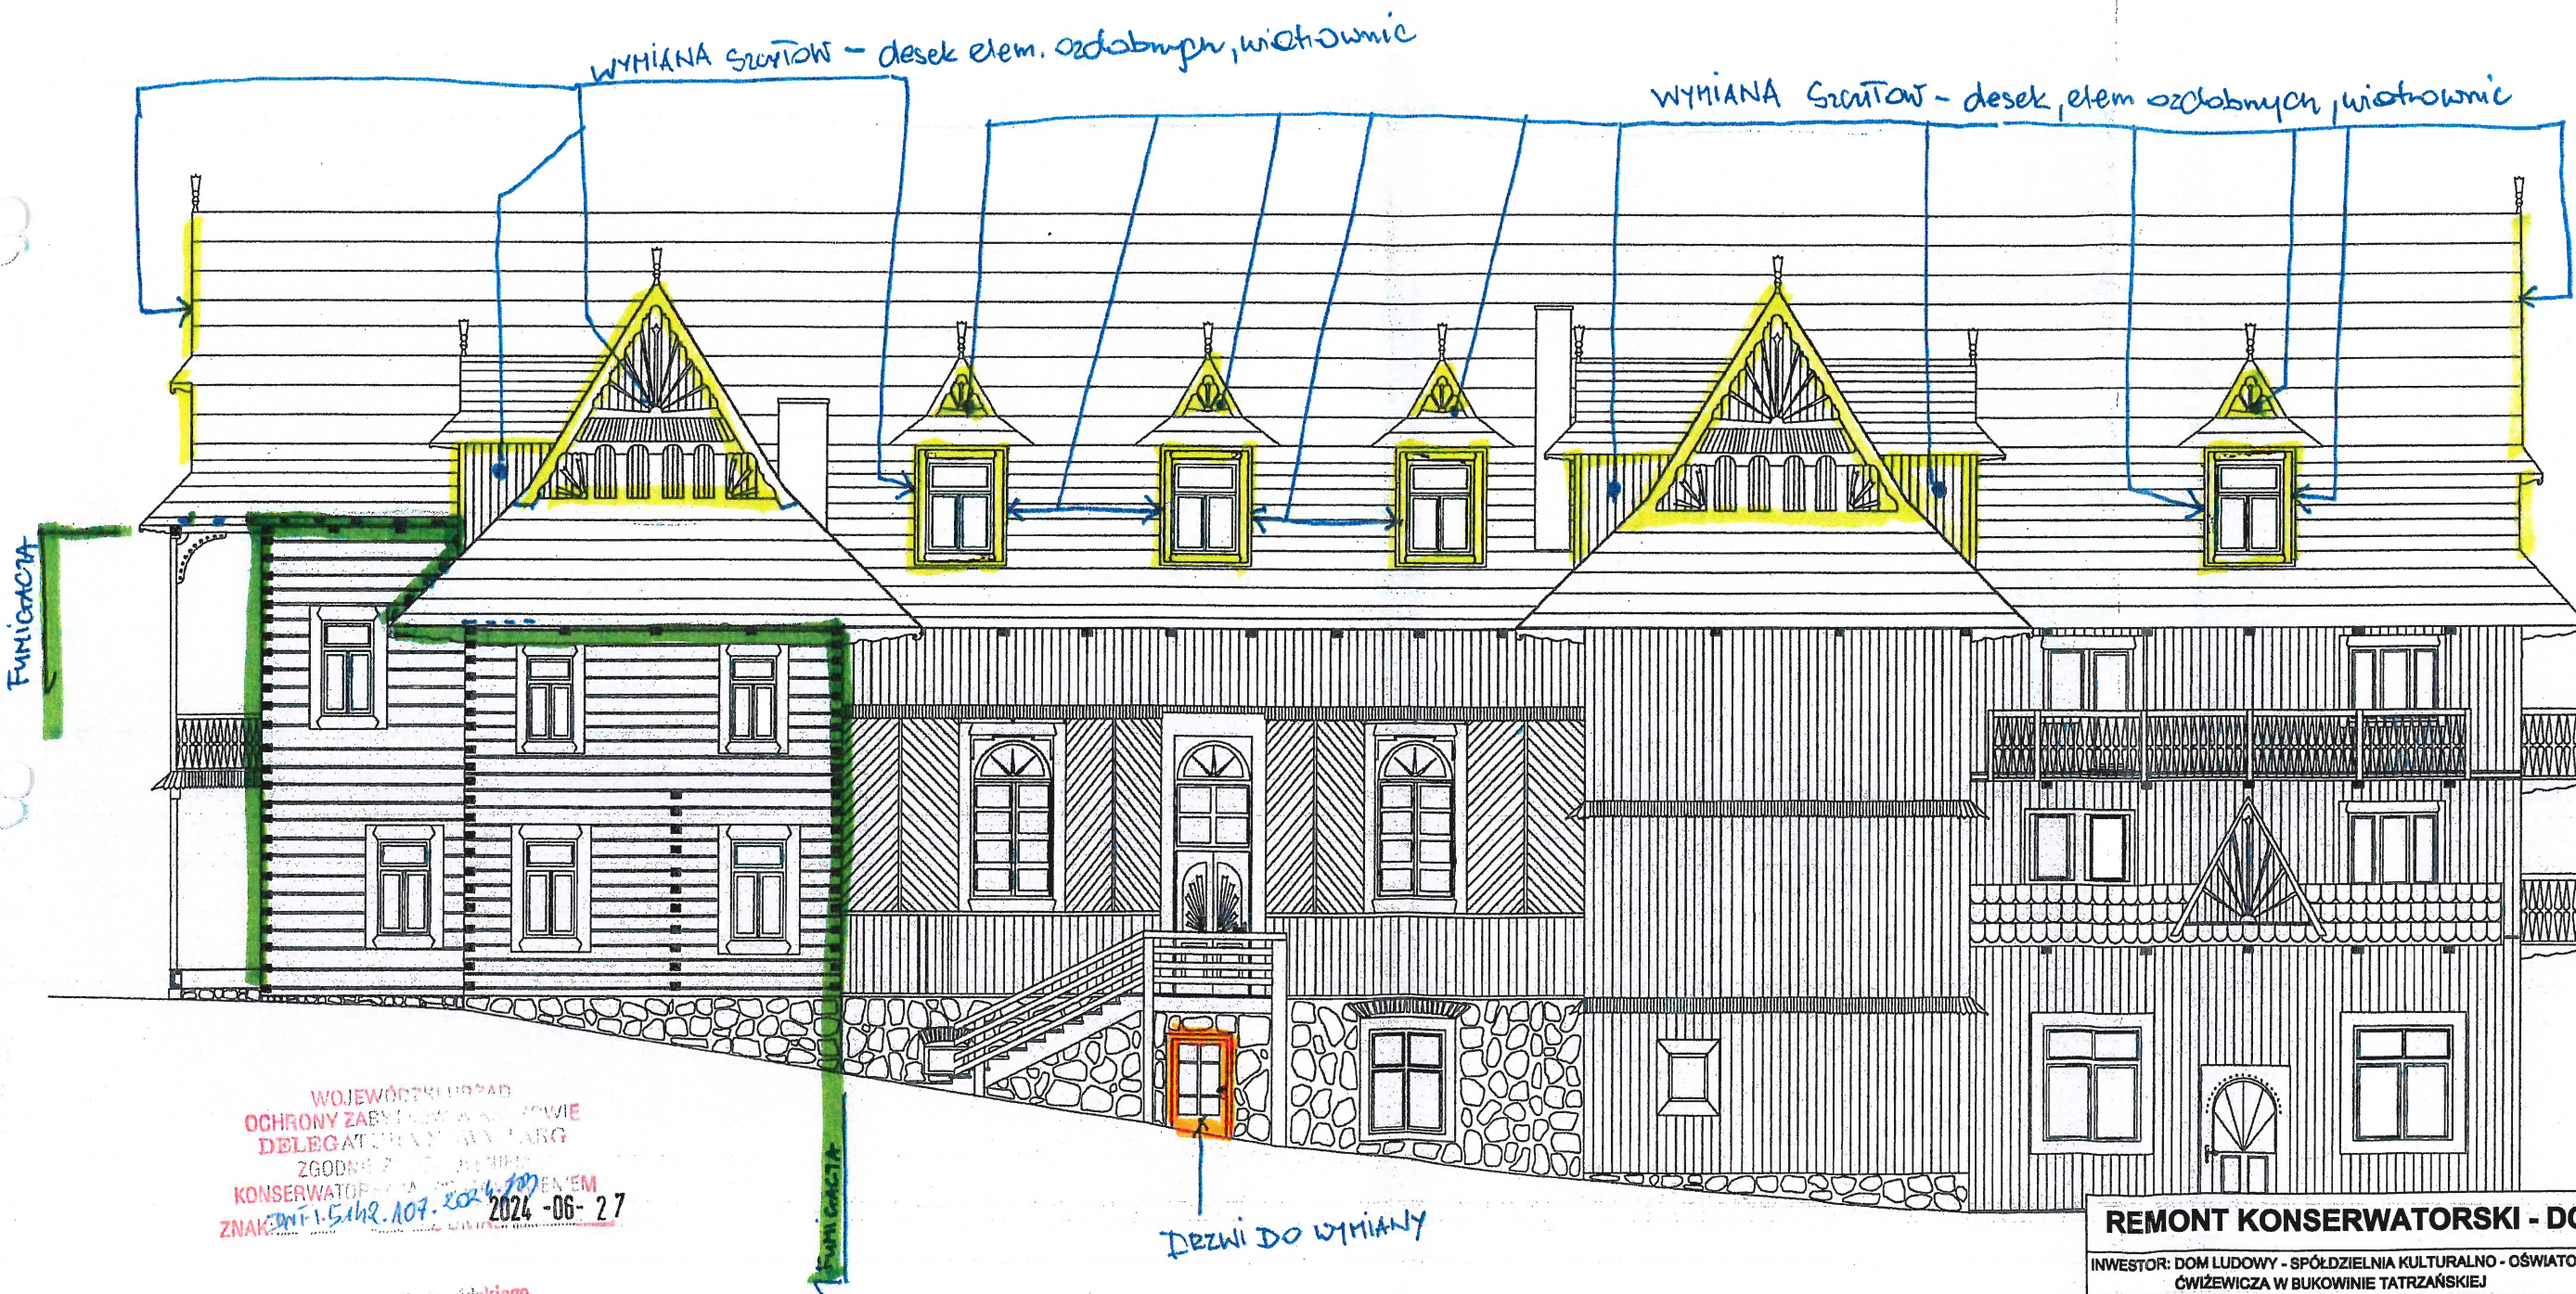 WYMIANA SZCZYTÓW - desek elem. ozdobnych, wiatrownic
WYMIANA SZCZYTÓW - desek, elem ozdobnych, wiatrownic
FUMIGACJA
WOJEWÓDZKI URZĄD
OCHRONY ZABY
DELEGAT TARG
ZGODN
KONSERWATOR
ZNAK 2024 -06- 27
FUMIGACJA
DRZWI DO WYMIANY
REMONT KONSERWATORSKI - DO
INWESTOR: DOM LUDOWY - SPÓŁDZIELNIA KULTURALNO - OŚWIATO
ĆWIŻEWICZA W BUKOWINIE TATRZAŃSKIEJ